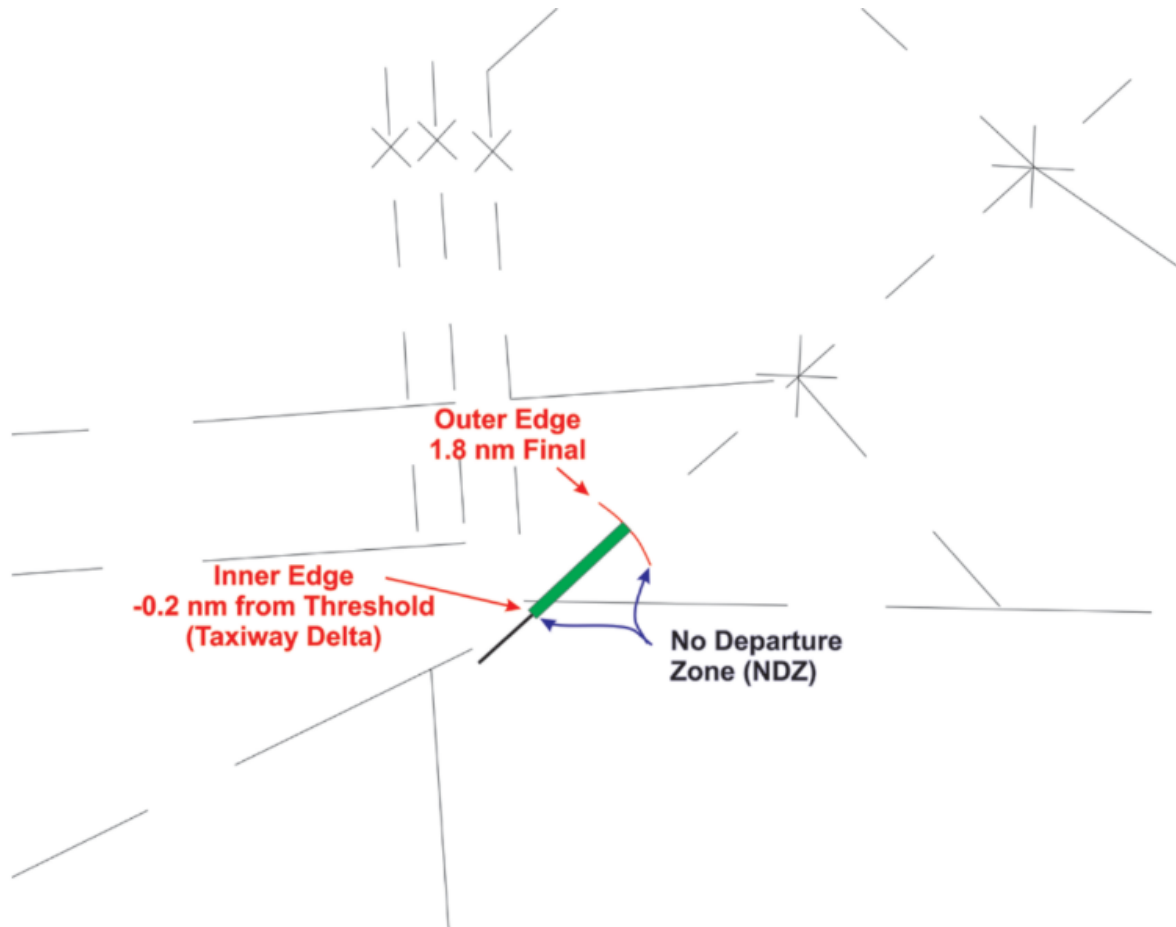 Outer Edge
1.8 nm Final
Inner Edge
-0.2 nm from Threshold
(Taxiway Delta)
No Departure
Zone (NDZ)